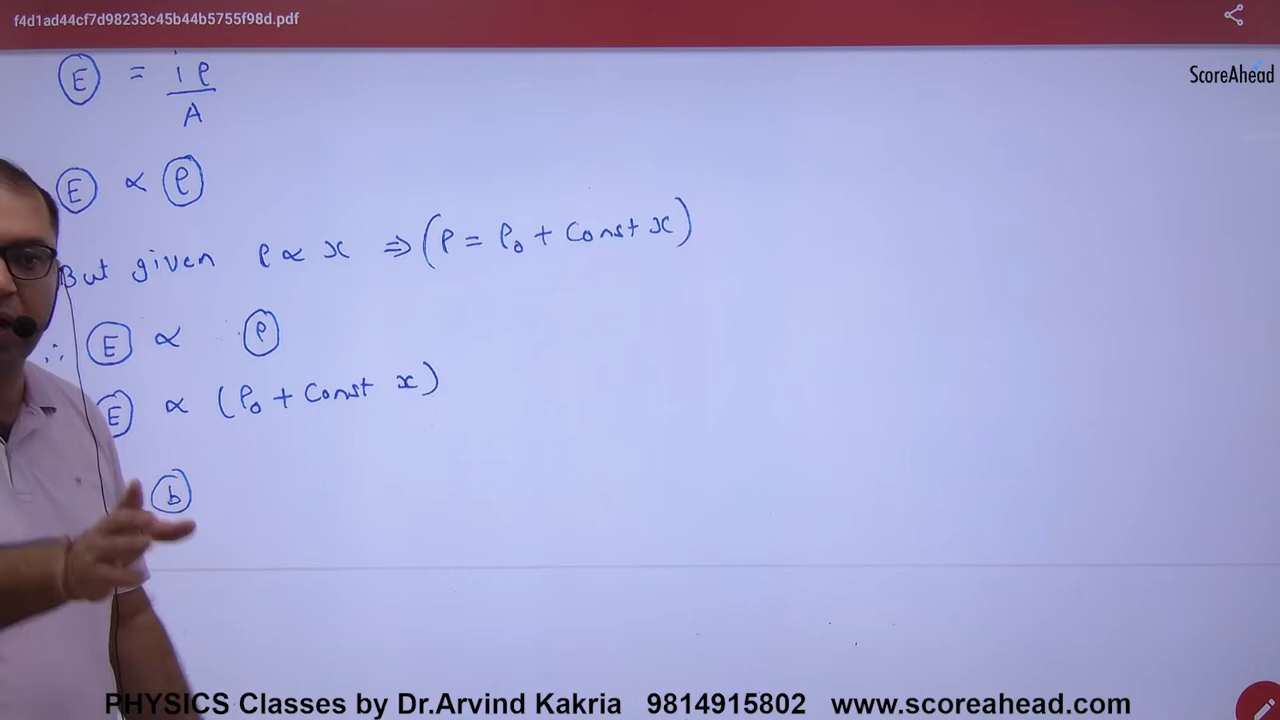 f4d1ad44cf7d98233c45b44b5755f98d.pdf
ScoreAhead
E = iρ/A
E ∝ ρ
But given ρ ∝ x ⇒ (ρ = ρ₀ + Const x)
∴ E ∝ ρ
E ∝ (ρ₀ + Const x)
b
PHYSICS Classes by Dr.Arvind Kakria 9814915802 www.scoreahead.com